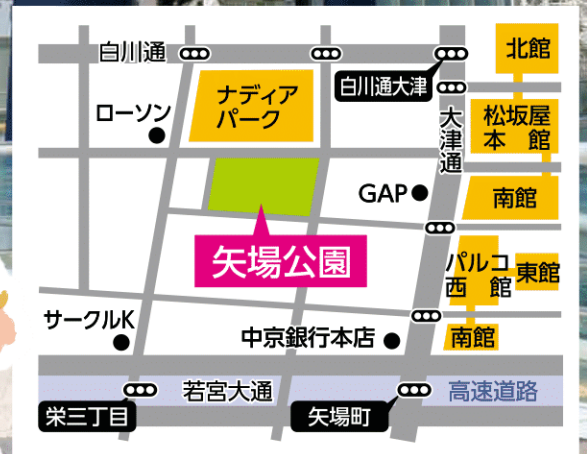 白川通
北館
白川通大津
ナディア
パーク
ローソン
大津通
松坂屋
本館
GAP
南館
矢場公園
パルコ
西館
東館
サークルK
中京銀行本店
南館
若宮大通
高速道路
栄三丁目
矢場町